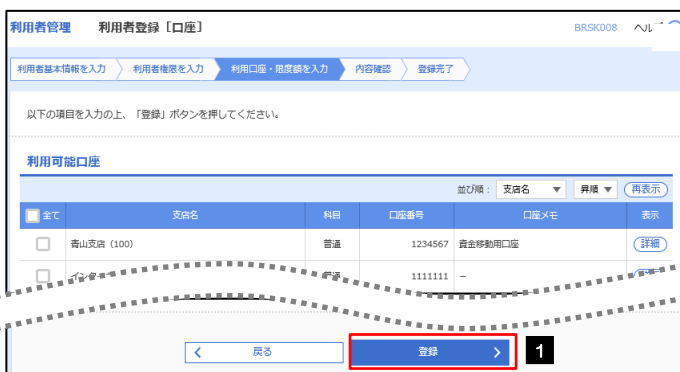 利用者管理 利用者登録［口座］ BRSK008
利用者基本情報を入力 利用者権限を入力 利用口座・限度額を入力 内容確認 登録完了
以下の項目を入力の上、「登録」ボタンを押してください。
利用可能口座
並び順： 支店名 ▼ 昇順 ▼ 再表示
全て 支店名 科目 口座番号 口座メモ 表示
青山支店（100） 普通 1234567 資金移動用口座 詳細
1111111 －
戻る 登録 1